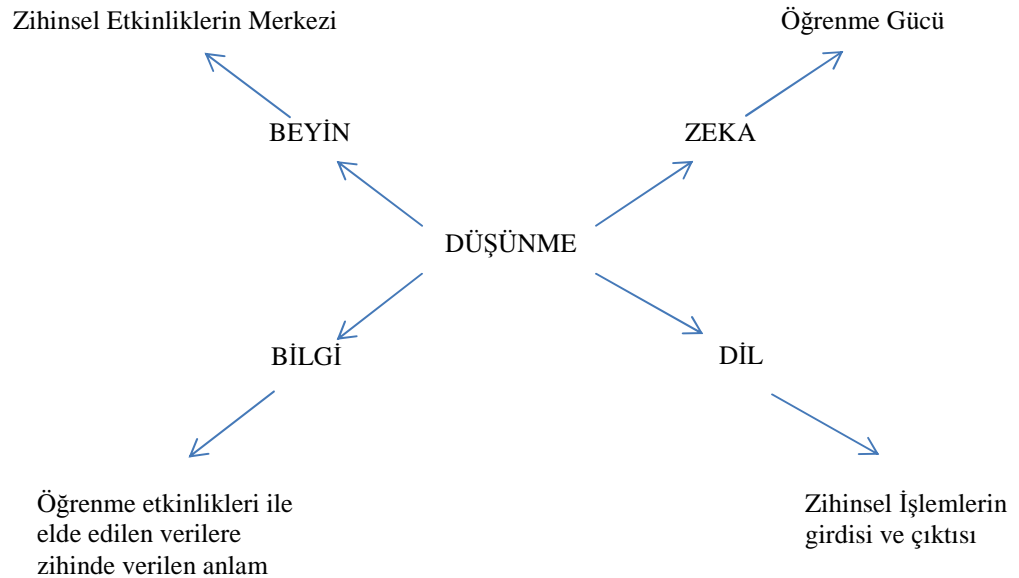 Zihinsel Etkinliklerin Merkezi
Öğrenme Gücü
BEYİN
ZEKA
DÜŞÜNME
BİLGİ
DİL
Öğrenme etkinlikleri ile
elde edilen verilere
zihinde verilen anlam
Zihinsel İşlemlerin
girdisi ve çıktısı